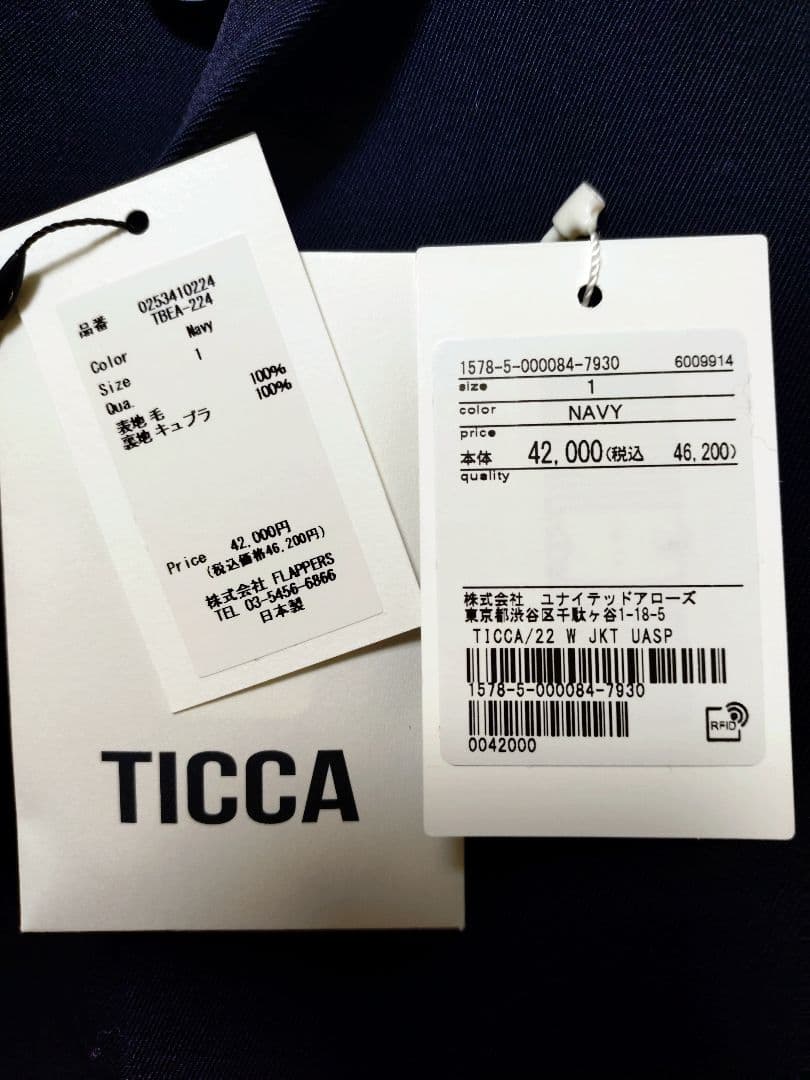 品番 0253410224
TBEA-224
Color Navy
Size 1
Qua.
表地 毛 100%
裏地 キュプラ 100%
Price 42,000円
(税込価格46,200円)
株式会社 FLAPPERS
TEL 03-5456-6866
日本製
TICCA
1578-5-000084-7930 6009914
size 1
color NAVY
price
本体 42,000(税込 46,200)
quality
株式会社 ユナイテッドアローズ
東京都渋谷区千駄ヶ谷1-18-5
TICCA/22 W JKT UASP
1578-5-000084-7930
0042000
RFID